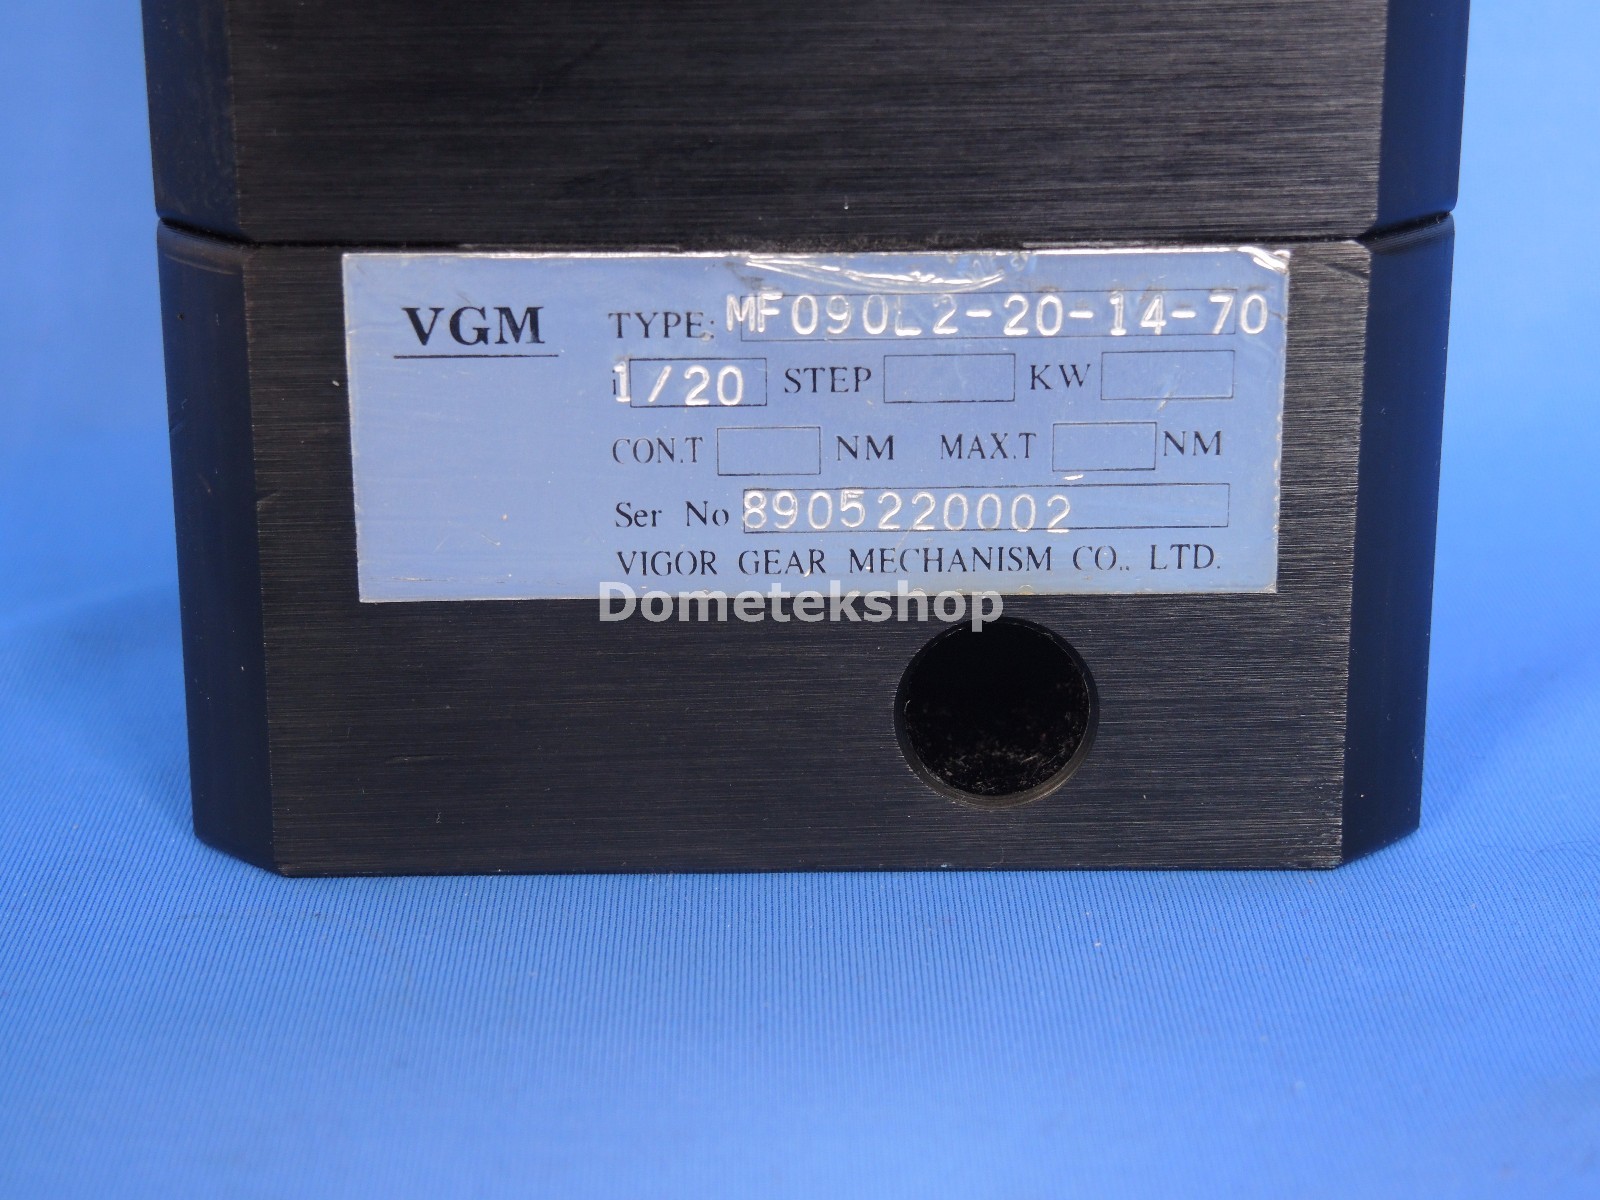 VGM TYPE: MF090L2-20-14-70
i 1/20 STEP KW
CON.T NM MAX.T NM
Ser No 8905220002
VIGOR GEAR MECHANISM CO., LTD.
Dometekshop